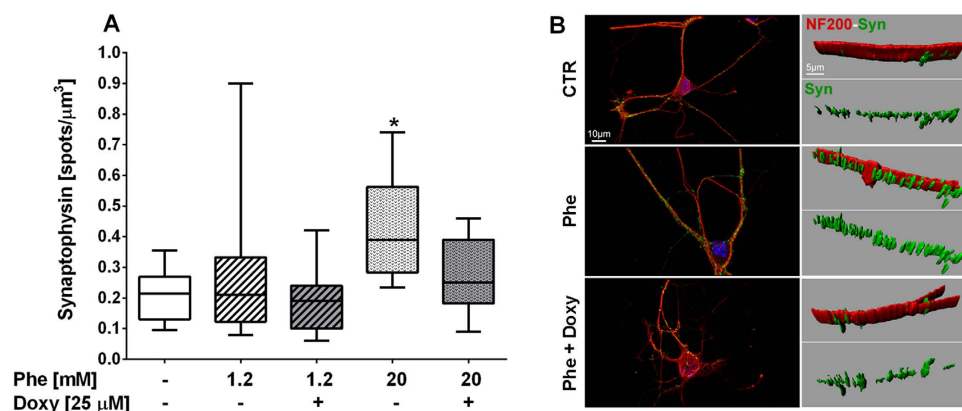 A
Synaptophysin [spots/μm³]
1.0
0.9
0.8
0.7
0.6
0.5
0.4
0.3
0.2
0.1
0.0
*
Phe [mM] - 1.2 1.2 20 20
Doxy [25 μM] - - + - +
B
CTR
10μm
NF200-Syn
5μm
Syn
Phe
Phe + Doxy